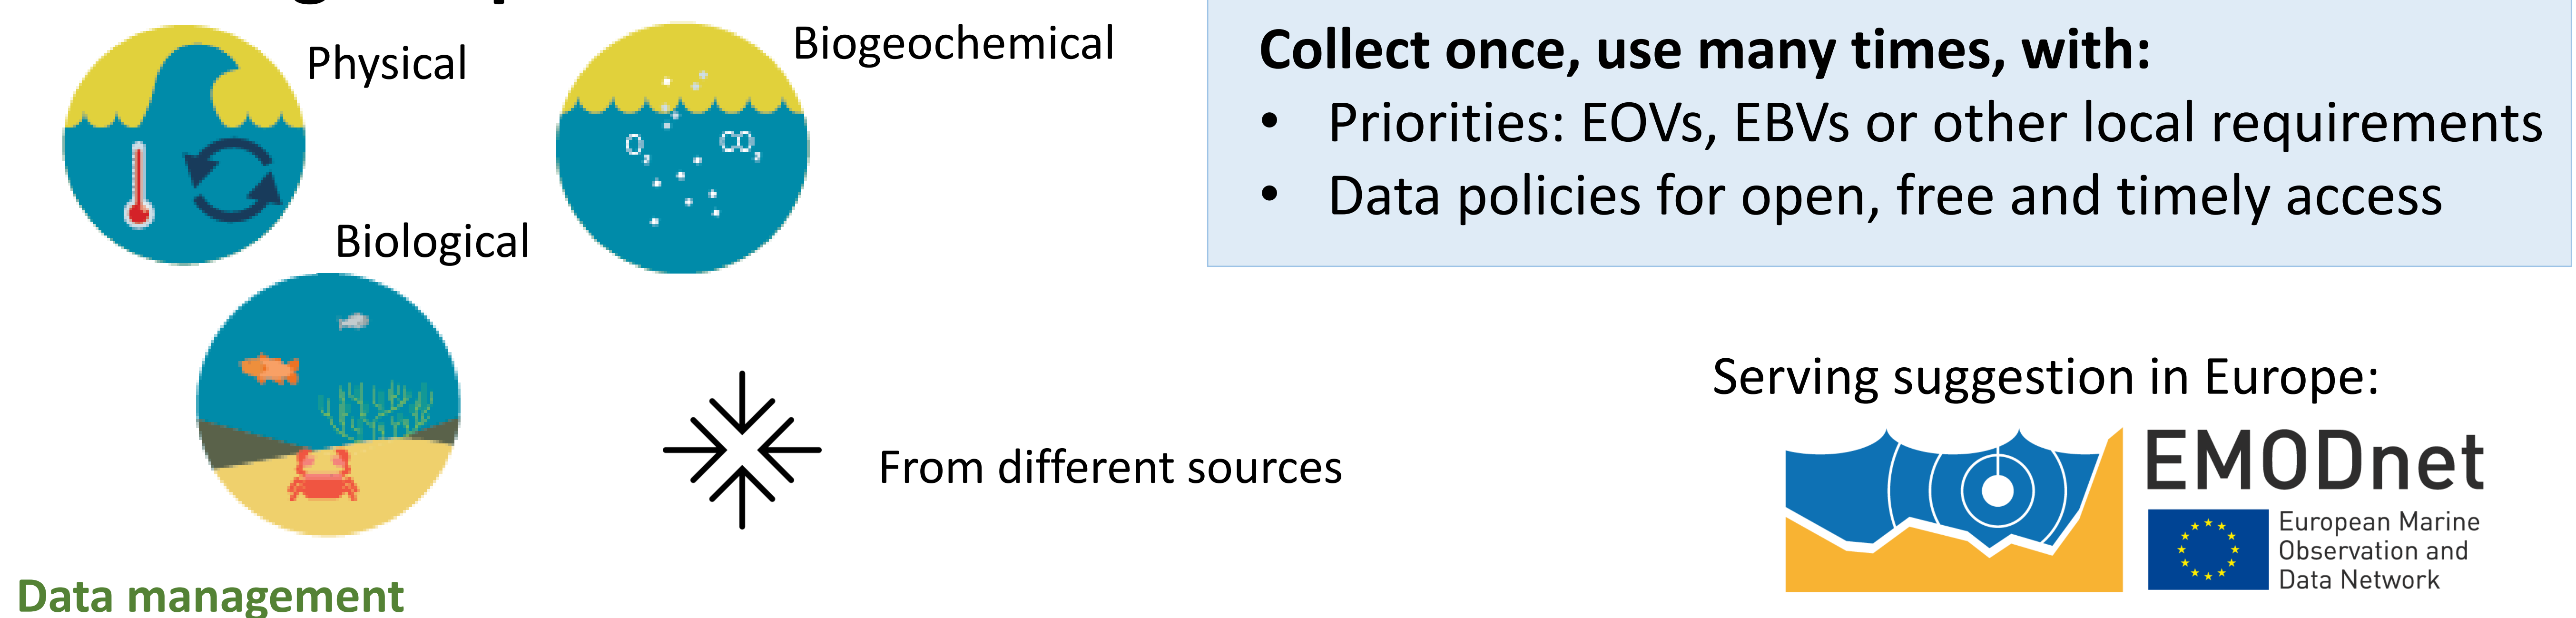 Physical
Biogeochemical
O2
CO2
Biological
Collect once, use many times, with:
• Priorities: EOVs, EBVs or other local requirements
• Data policies for open, free and timely access
From different sources
Serving suggestion in Europe:
EMODnet
European Marine
Observation and
Data Network
Data management